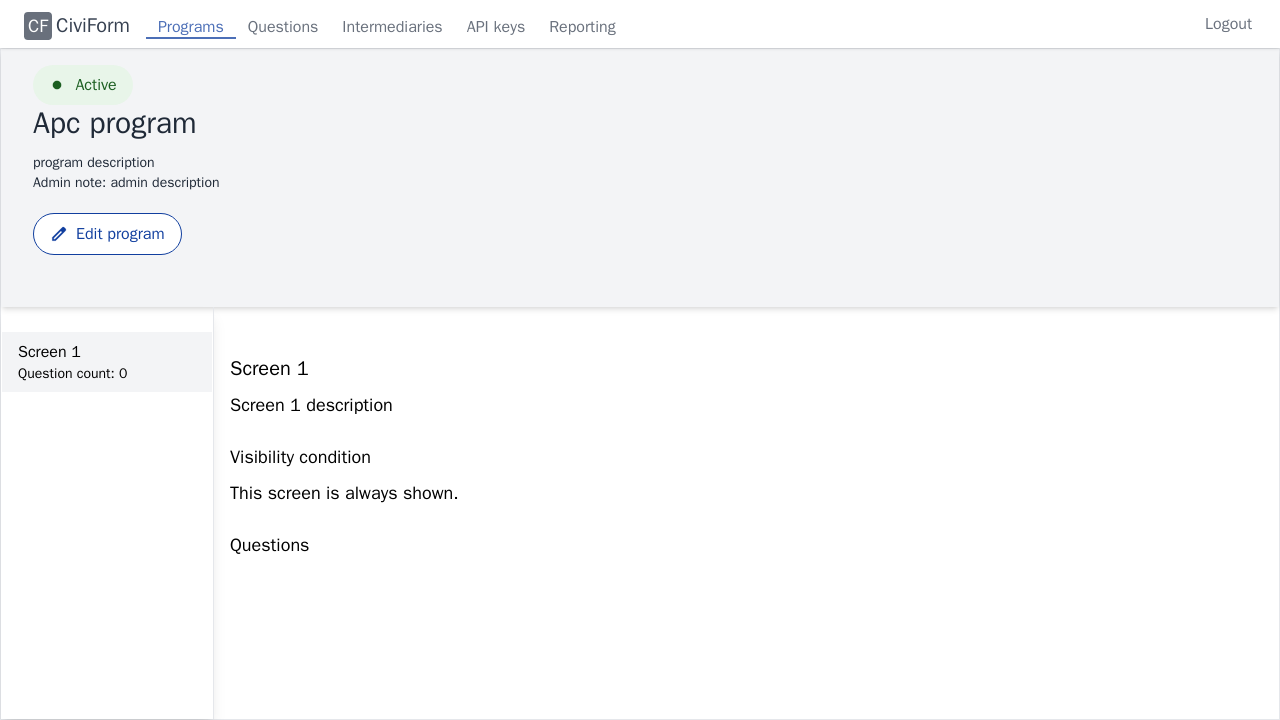 CF CiviForm Programs Questions Intermediaries API keys Reporting Logout
Active
Apc program
program description
Admin note: admin description
Edit program
Screen 1
Question count: 0
Screen 1
Screen 1 description
Visibility condition
This screen is always shown.
Questions